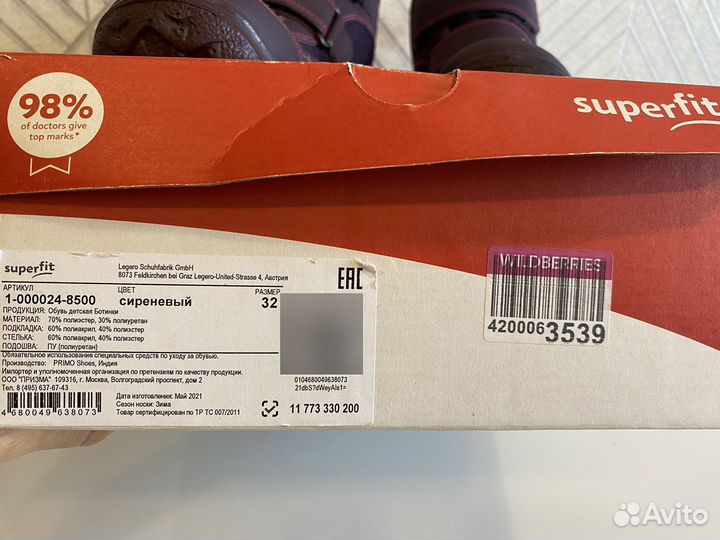 98%
of doctors give
top marks*
superfit
superfit
Legero Schuhfabrik GmbH
8073 Feldkirchen bei Graz Legero-United-Strasse 4, Австрия
EAC
АРТИКУЛ ЦВЕТ РАЗМЕР
1-000024-8500 сиреневый 32
ПРОДУКЦИЯ: Обувь детская Ботинки
МАТЕРИАЛ: 70% полиэстер, 30% полиуретан
ПОДКЛАДКА: 60% полиакрил, 40% полиэстер
СТЕЛЬКА: 60% полиакрил, 40% полиэстер
ПОДОШВА: ПУ (полиуретан)
Обязательное использование специальных средств по уходу за обувью.
Производство: PRIMO Shoes, Индия
Импортер и уполномоченная организация по претензиям по качеству продукции.
ООО "ПРИЗМА" 109316, г. Москва, Волгоградский проспект, дом 2
Тел. 8 (495) 637-67-43
4 680049 638073
Дата изготовления: Май 2021
Сезон носки: Зима
Товар сертифицирован по ТР ТС 007/2011
0104680049638073
21dbS?dWeyAls1=
11 773 330 200
WILDBERRIES
4200063539
Avito